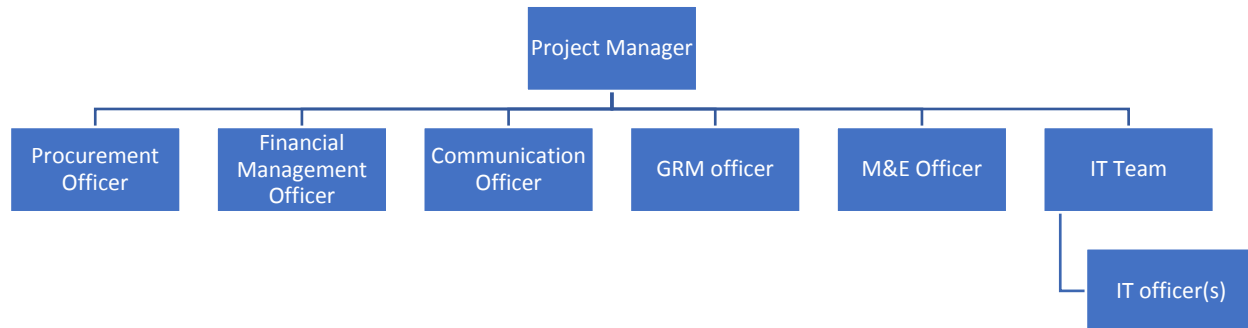 Project Manager
Procurement
Officer
Financial
Management
Officer
Communication
Officer
GRM officer
M&E Officer
IT Team
IT officer(s)